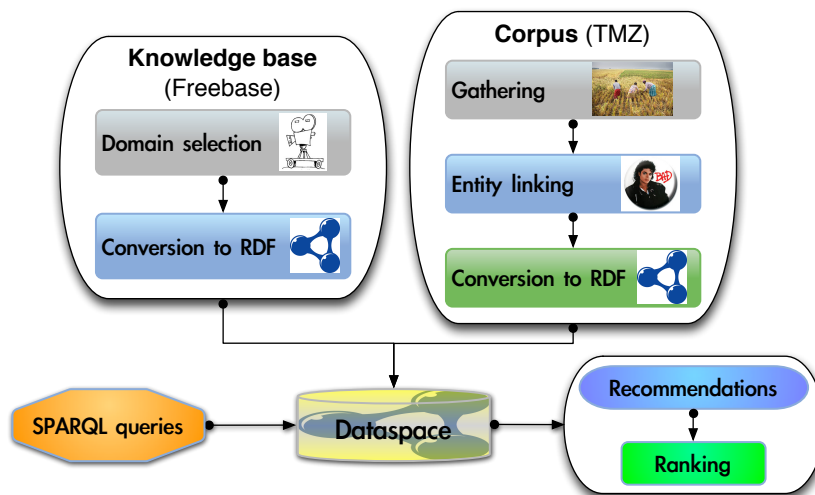 Knowledge base
(Freebase)
Domain selection
Conversion to RDF
Corpus (TMZ)
Gathering
Entity linking
BAD
Conversion to RDF
SPARQL queries
Dataspace
Recommendations
Ranking